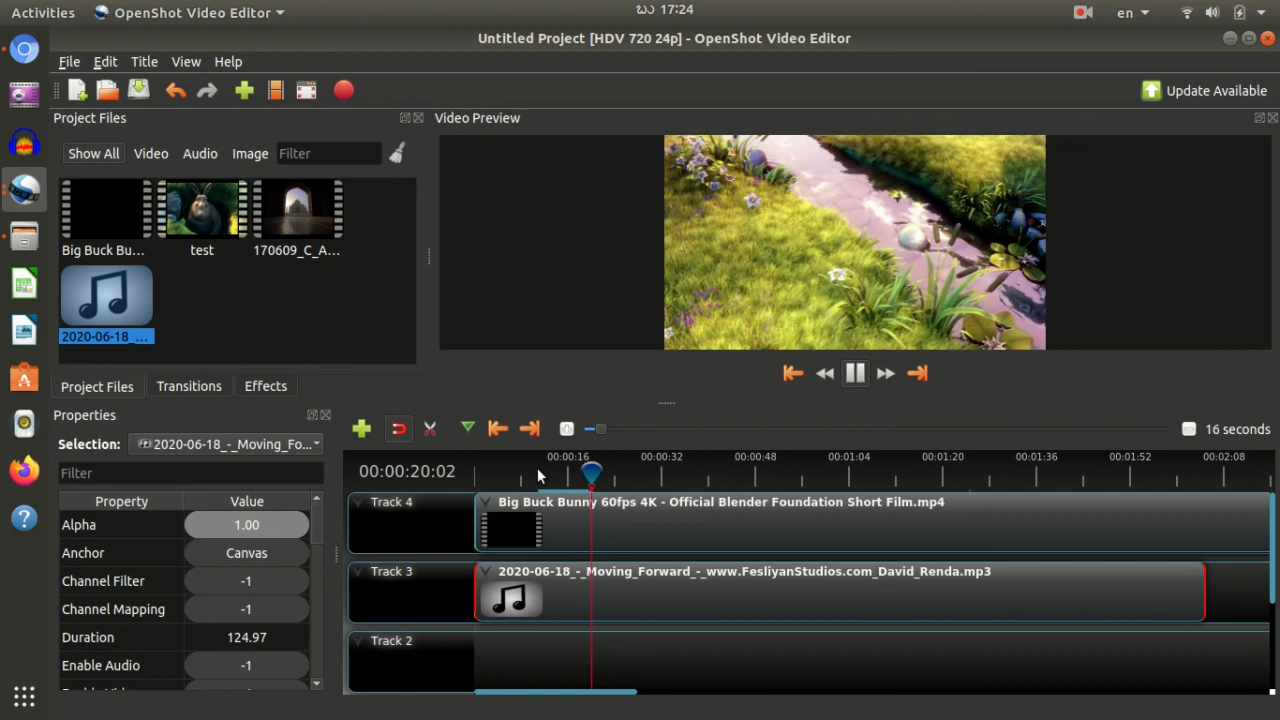 Activities OpenShot Video Editor ඔට 17:24 en
Untitled Project [HDV 720 24p] - OpenShot Video Editor
File Edit Title View Help
Update Available
Project Files Video Preview
Show All Video Audio Image Filter
Big Buck Bu... test 170609_C_A...
2020-06-18_...
Project Files Transitions Effects
Properties
Selection: 2020-06-18_-_Moving_Fo...
16 seconds
Filter
00:00:20:02
00:00:16 00:00:32 00:00:48 00:01:04 00:01:20 00:01:36 00:01:52 00:02:08
Property Value
Alpha 1.00
Anchor Canvas
Channel Filter -1
Channel Mapping -1
Duration 124.97
Enable Audio -1
Track 4 Big Buck Bunny 60fps 4K - Official Blender Foundation Short Film.mp4
Track 3 2020-06-18_-_Moving_Forward_-_www.FesliyanStudios.com_David_Renda.mp3
Track 2